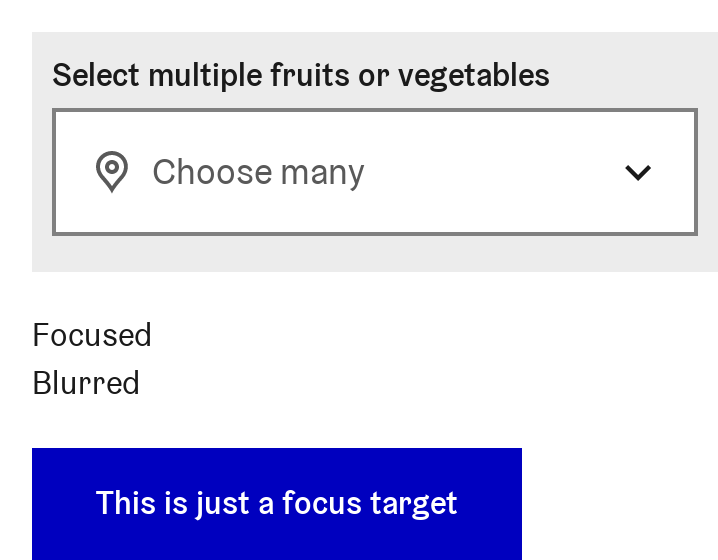 Select multiple fruits or vegetables
Choose many
Focused
Blurred
This is just a focus target